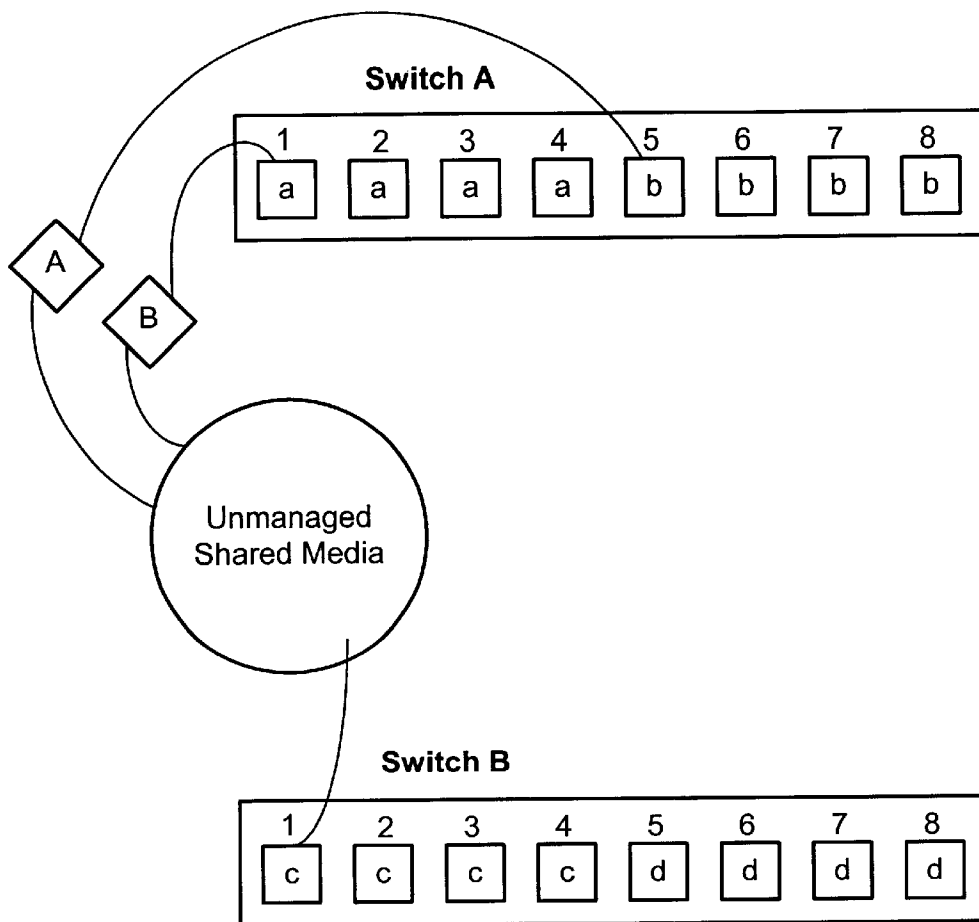 Switch A
1 2 3 4 5 6 7 8
a a a a b b b b
A
B
Unmanaged
Shared Media
Switch B
1 2 3 4 5 6 7 8
c c c c d d d d